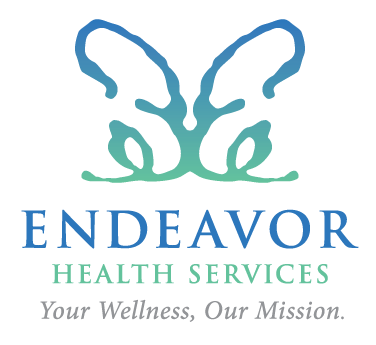 ENDEAVOR
HEALTH SERVICES
Your Wellness, Our Mission.